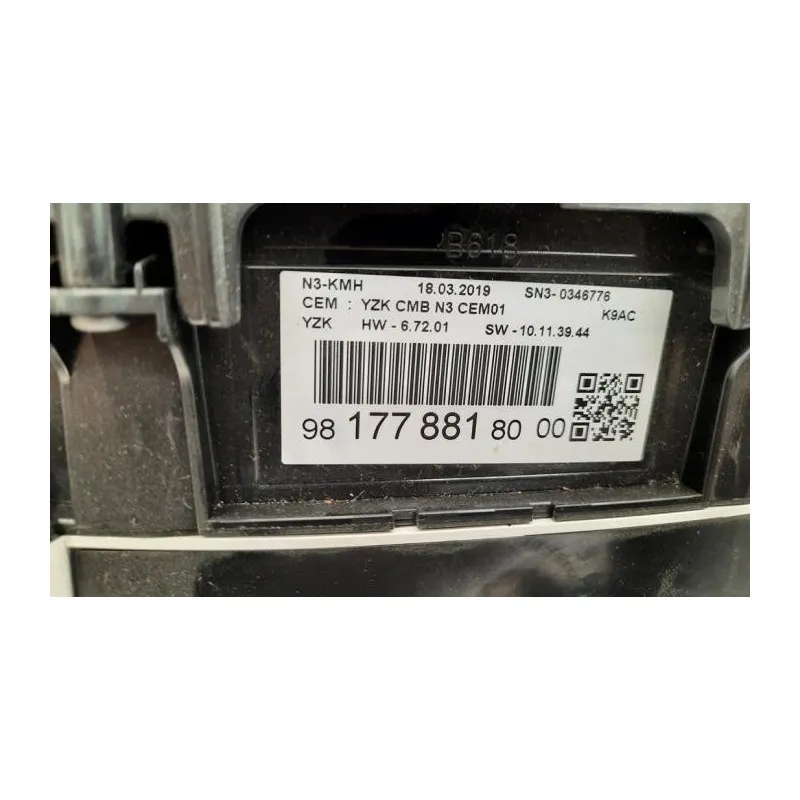 B618
N3-KMH 18.03.2019 SN3- 0346776
CEM : YZK CMB N3 CEM01 K9AC
YZK HW - 6.72.01 SW - 10.11.39.44
98 177 881 80 00